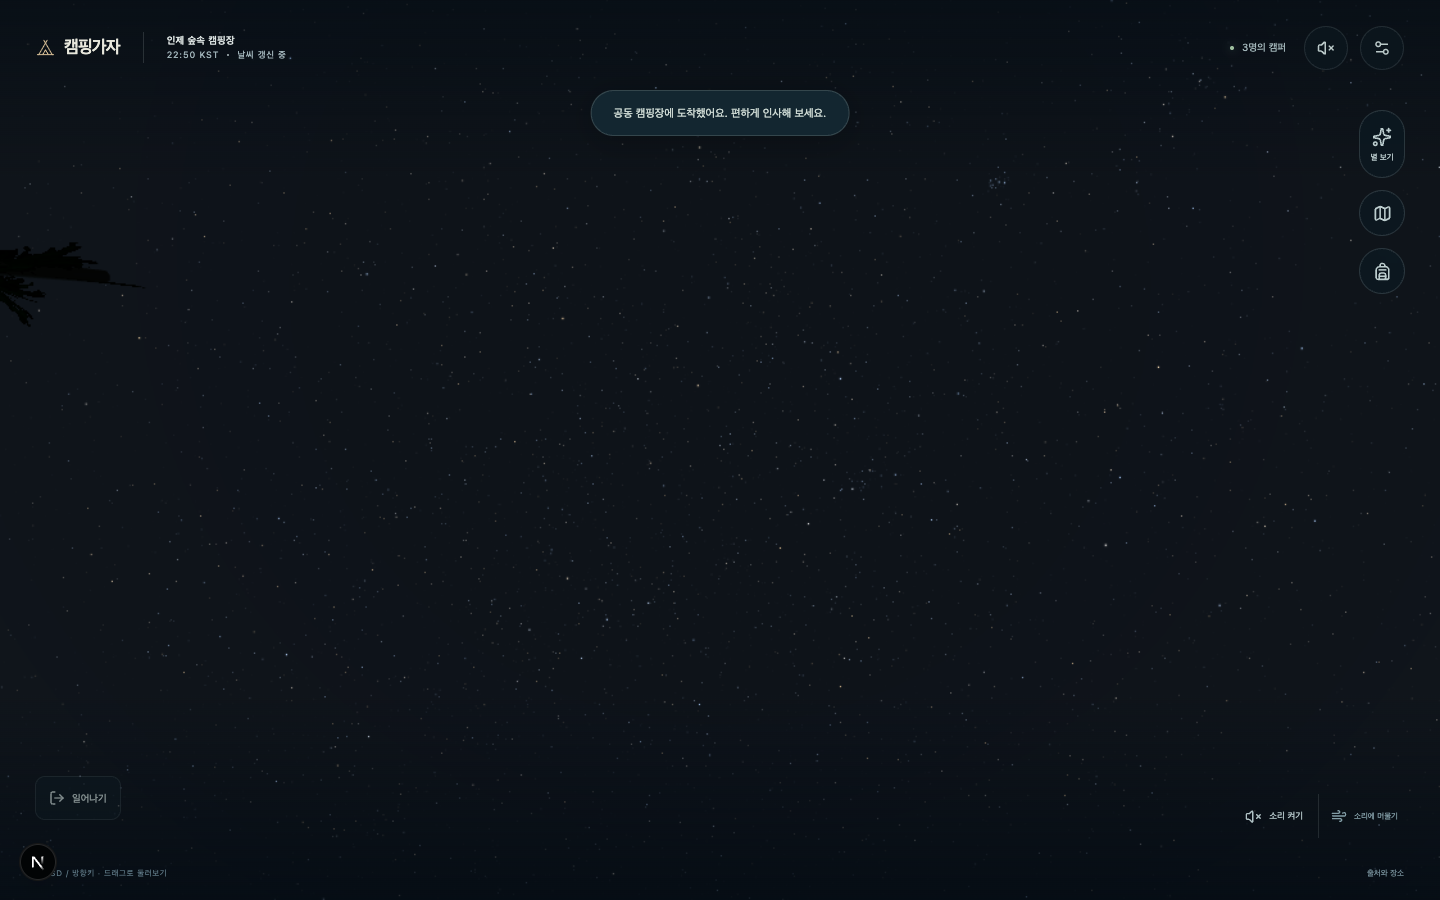 캠핑가자
인제 숲속 캠핑장
22:50 KST • 날씨 갱신 중
3명의 캠퍼
공동 캠핑장에 도착했어요. 편하게 인사해 보세요.
별 보기
일어나기
소리 켜기
소리에 머물기
N
SD / 방향키 · 드래그로 둘러보기
출처와 장소